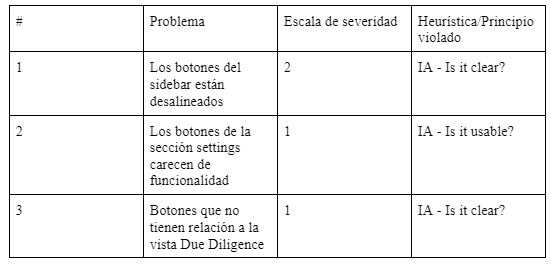 # Problema Escala de severidad Heurística/Principio
violado
1 Los botones del 2 IA - Is it clear?
sidebar están
desalineados
2 Los botones de la 1 IA - Is it usable?
sección settings
carecen de
funcionalidad
3 Botones que no 1 IA - Is it clear?
tienen relación a la
vista Due Diligence